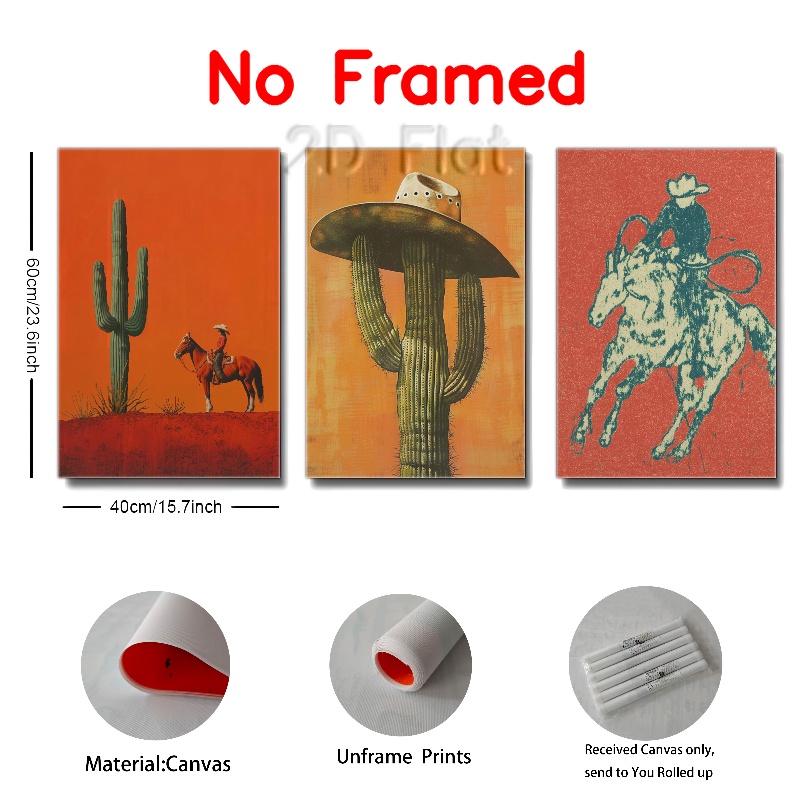 No Framed
2D Flat
60cm/23.6inch
40cm/15.7inch
Material:Canvas
Unframe Prints
Received Canvas only,
send to You Rolled up